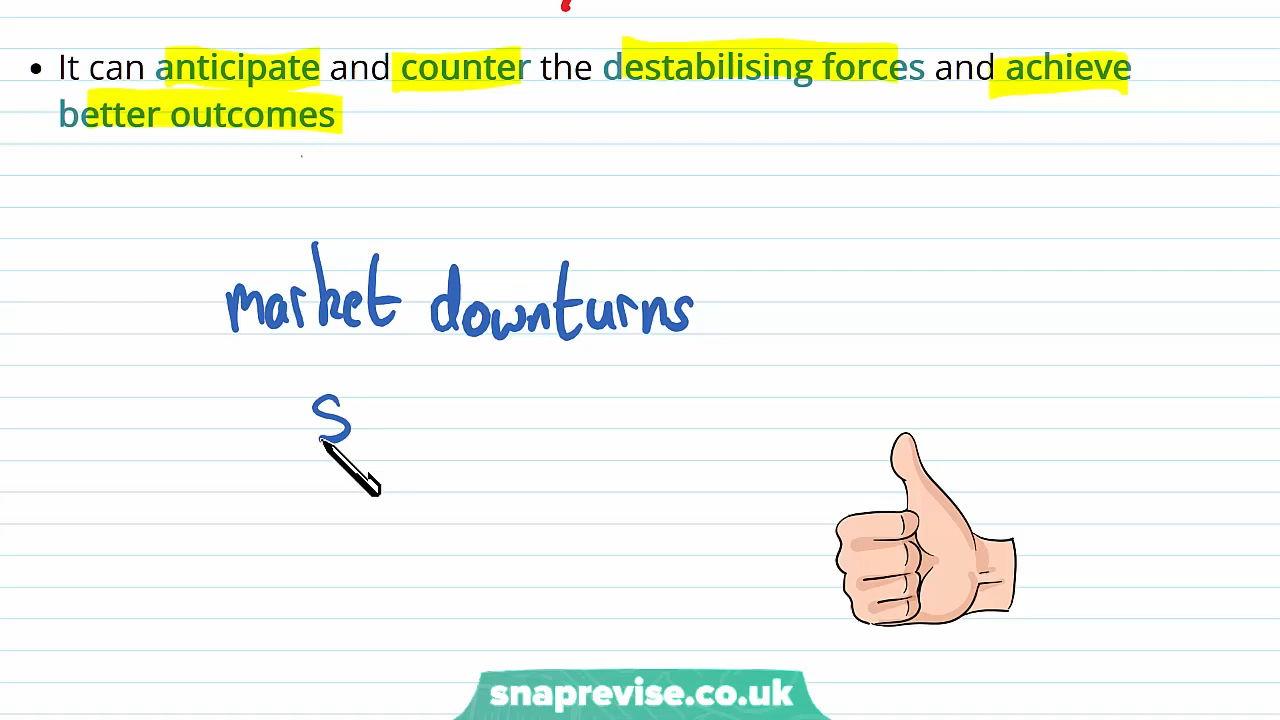 • It can anticipate and counter the destabilising forces and achieve
better outcomes
market downturns
S
snaprevise.co.uk